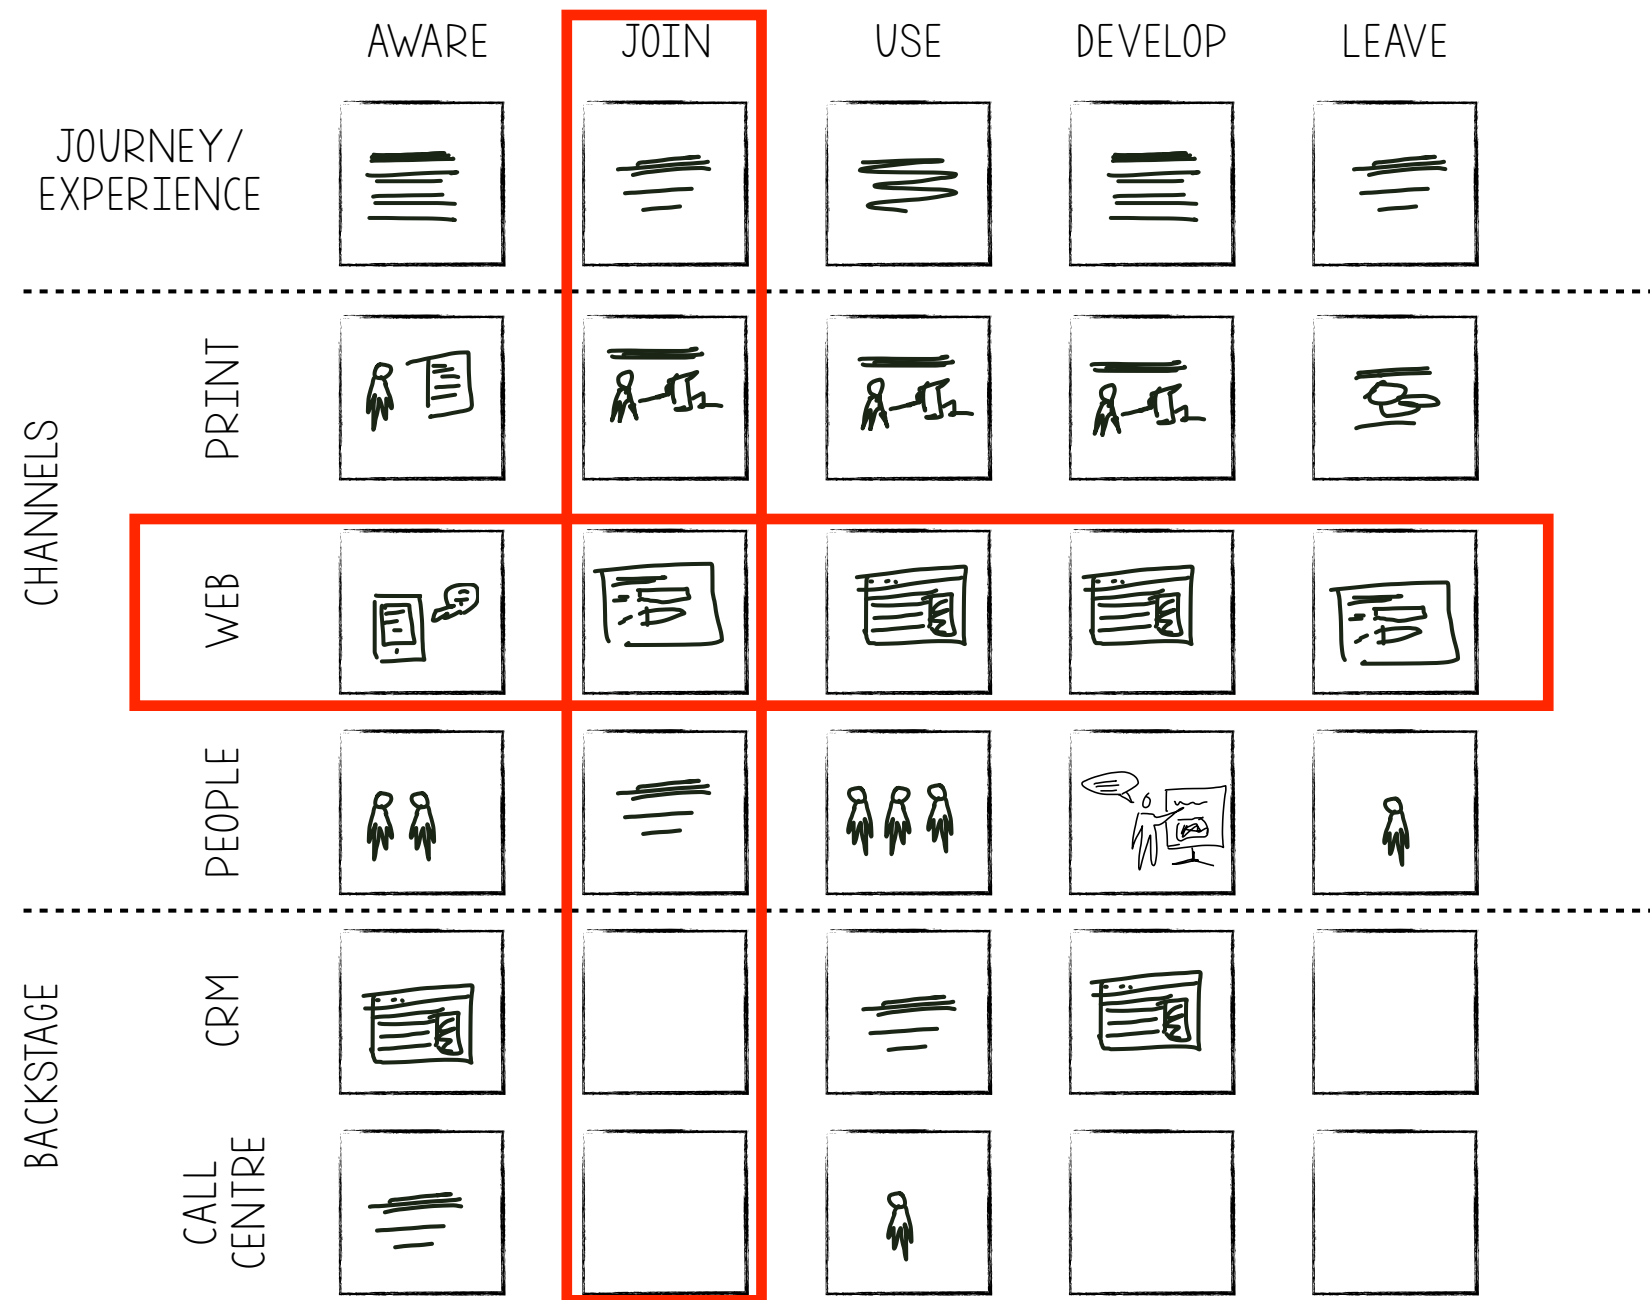 AWARE
JOIN
USE
DEVELOP
LEAVE
JOURNEY/
EXPERIENCE
CHANNELS
PRINT
WEB
PEOPLE
BACKSTAGE
CRM
CALL
CENTRE